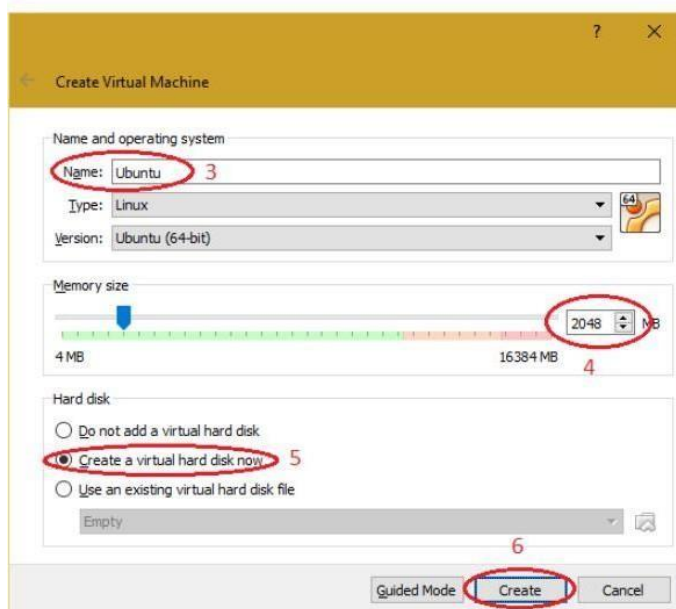 ?
Create Virtual Machine
Name and operating system
Name: Ubuntu 3
Type: Linux
64
Version: Ubuntu (64-bit)
Memory size
2048 MB
4 MB 16384 MB
4
Hard disk
Do not add a virtual hard disk
Create a virtual hard disk now 5
Use an existing virtual hard disk file
Empty
6
Guided Mode Create Cancel